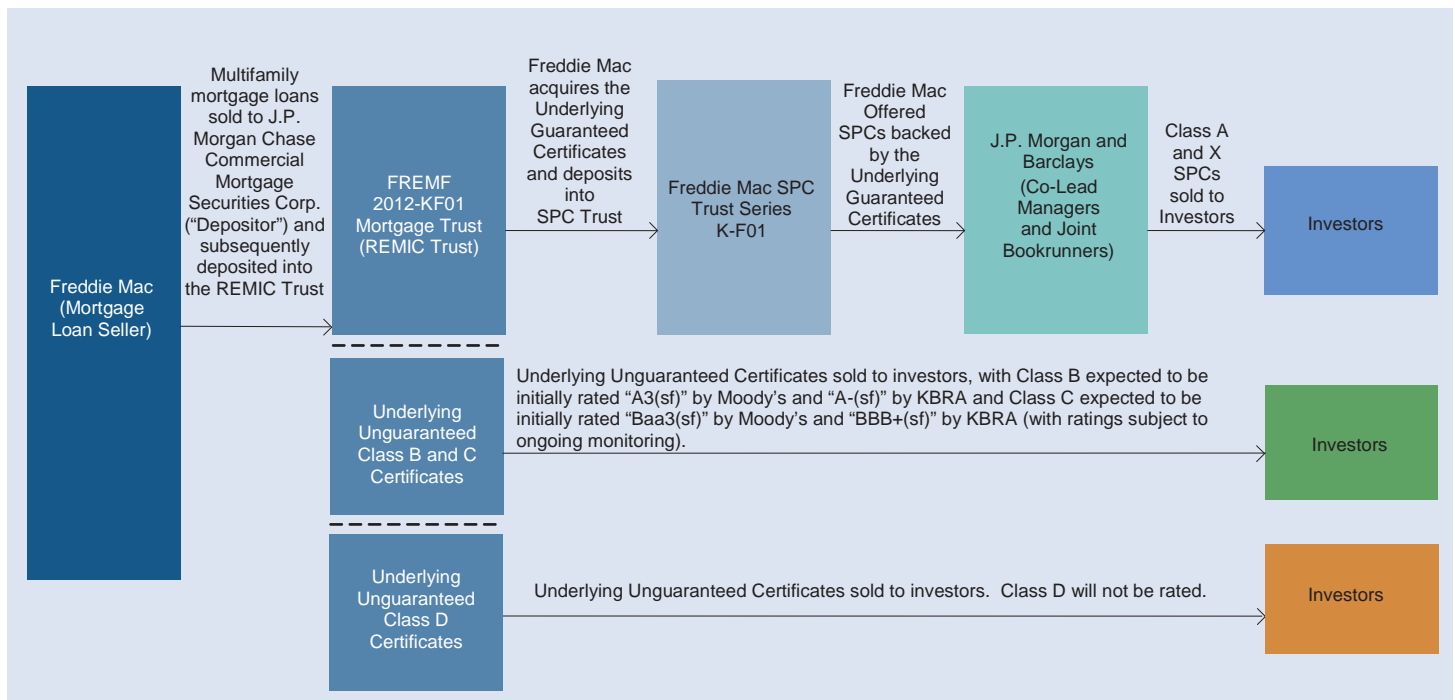 Freddie Mac
(Mortgage
Loan Seller)
Multifamily
mortgage loans
sold to J.P.
Morgan Chase
Commercial
Mortgage
Securities Corp.
(“Depositor”) and
subsequently
deposited into
the REMIC Trust
FREMF
2012-KF01
Mortgage Trust
(REMIC Trust)
Freddie Mac
acquires the
Underlying
Guaranteed
Certificates
and deposits
into
SPC Trust
Freddie Mac SPC
Trust Series
K-F01
Freddie Mac
Offered
SPCs backed
by the
Underlying
Guaranteed
Certificates
J.P. Morgan and
Barclays
(Co-Lead
Managers
and Joint
Bookrunners)
Class A
and X
SPCs
sold to
Investors
Investors
Underlying
Unguaranteed
Class B and C
Certificates
Underlying Unguaranteed Certificates sold to investors, with Class B expected to be
initially rated “A3(sf)” by Moody’s and “A-(sf)” by KBRA and Class C expected to be
initially rated “Baa3(sf)” by Moody’s and “BBB+(sf)” by KBRA (with ratings subject to
ongoing monitoring).
Investors
Underlying
Unguaranteed
Class D
Certificates
Underlying Unguaranteed Certificates sold to investors.  Class D will not be rated.
Investors